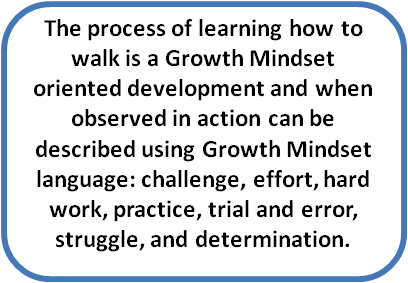 The process of learning how to
walk is a Growth Mindset
oriented development and when
observed in action can be
described using Growth Mindset
language: challenge, effort, hard
work, practice, trial and error,
struggle, and determination.